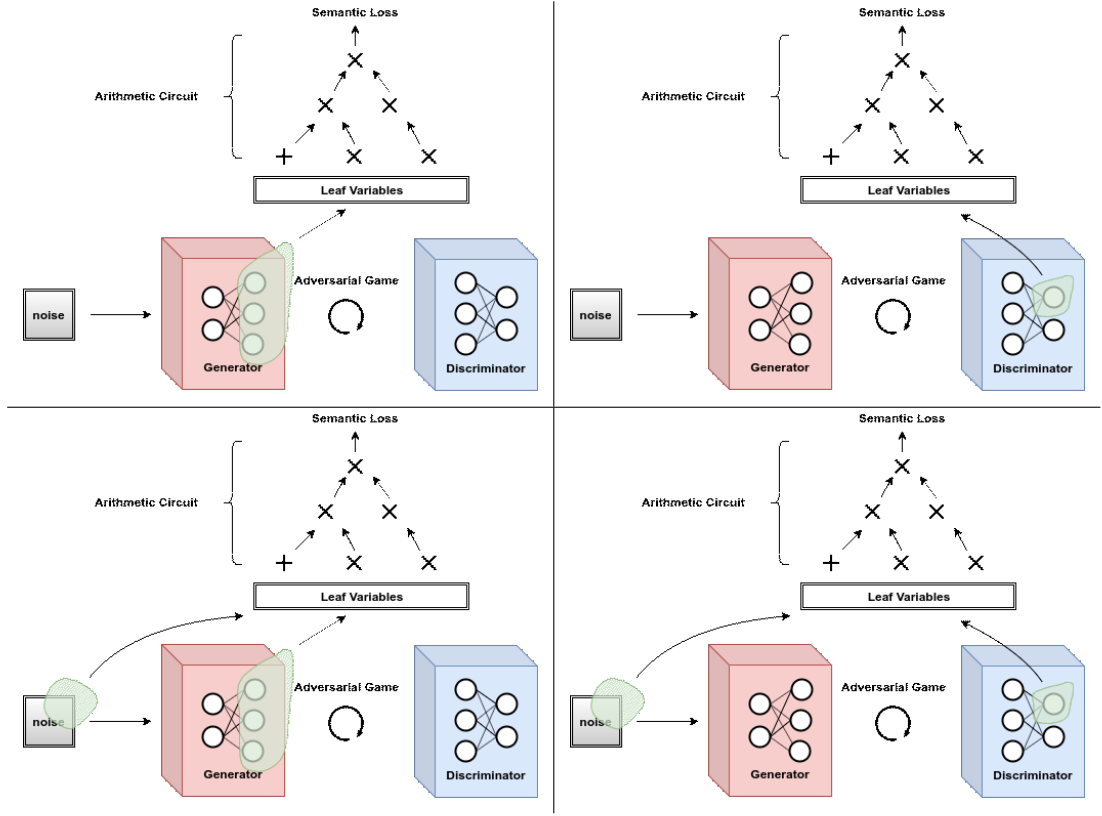 Semantic Loss
Arithmetic Circuit
Leaf Variables
Adversarial Game
noise
Generator
Discriminator
Semantic Loss
Arithmetic Circuit
Leaf Variables
Adversarial Game
noise
Generator
Discriminator
Semantic Loss
Arithmetic Circuit
Leaf Variables
Adversarial Game
noise
Generator
Discriminator
Semantic Loss
Arithmetic Circuit
Leaf Variables
Adversarial Game
noise
Generator
Discriminator